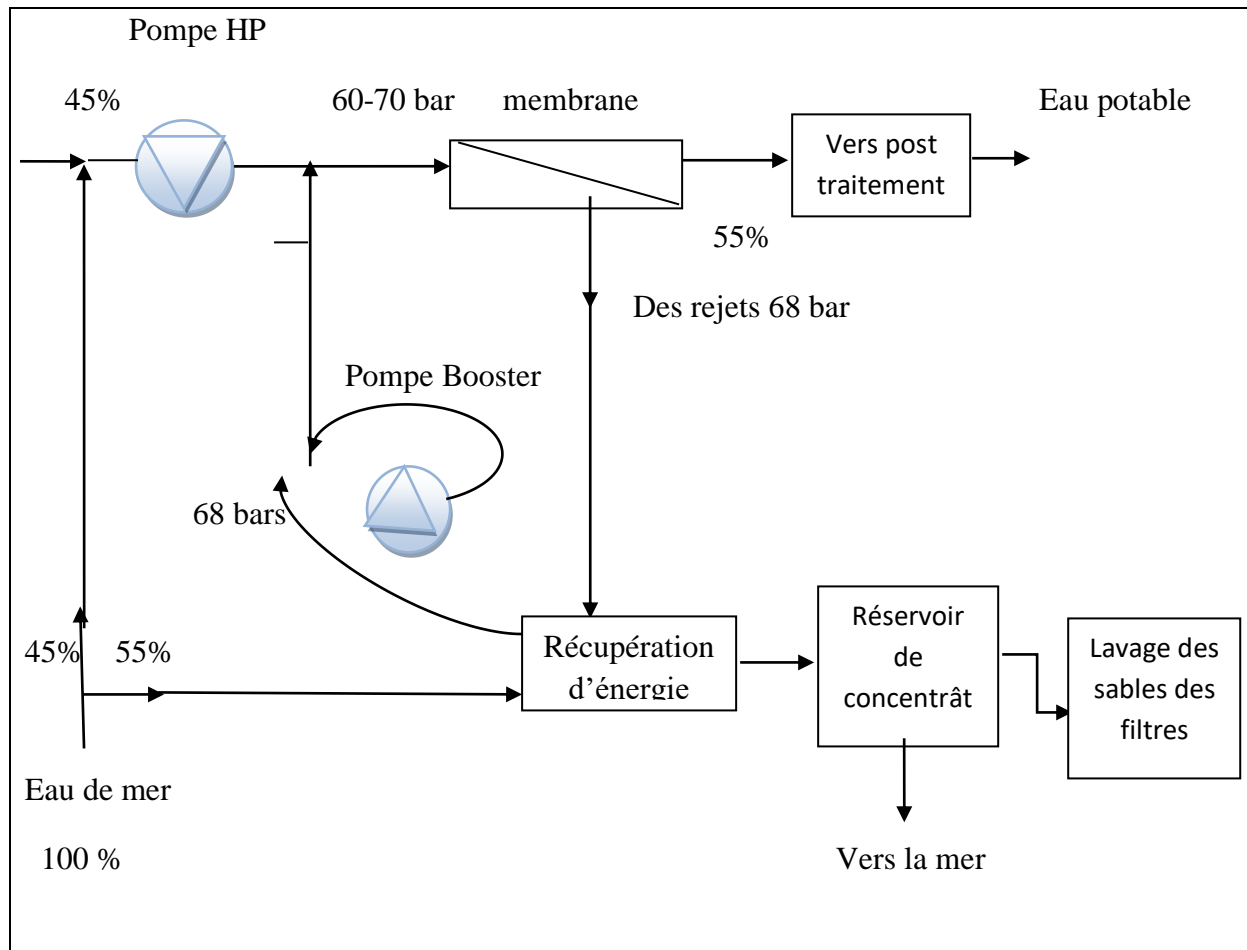 Pompe HP
45%
60-70 bar
membrane
Eau potable
Vers post
traitement
55%
Des rejets 68 bar
Pompe Booster
68 bars
45%
55%
Récupération
d’énergie
Réservoir
de
concentrât
Lavage des
sables des
filtres
Eau de mer
100 %
Vers la mer